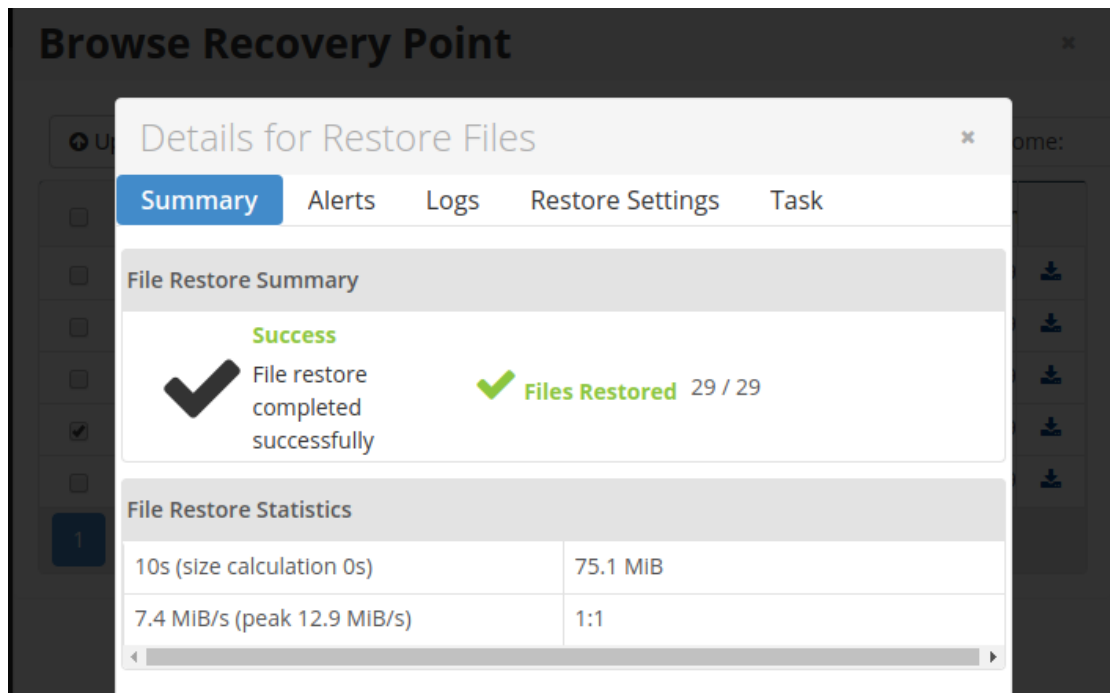 Browse Recovery Point
Details for Restore Files
ome:
Summary Alerts Logs Restore Settings Task
File Restore Summary
Success
File restore
completed
successfully
Files Restored 29 / 29
File Restore Statistics
10s (size calculation 0s) 75.1 MiB
7.4 MiB/s (peak 12.9 MiB/s) 1:1
1